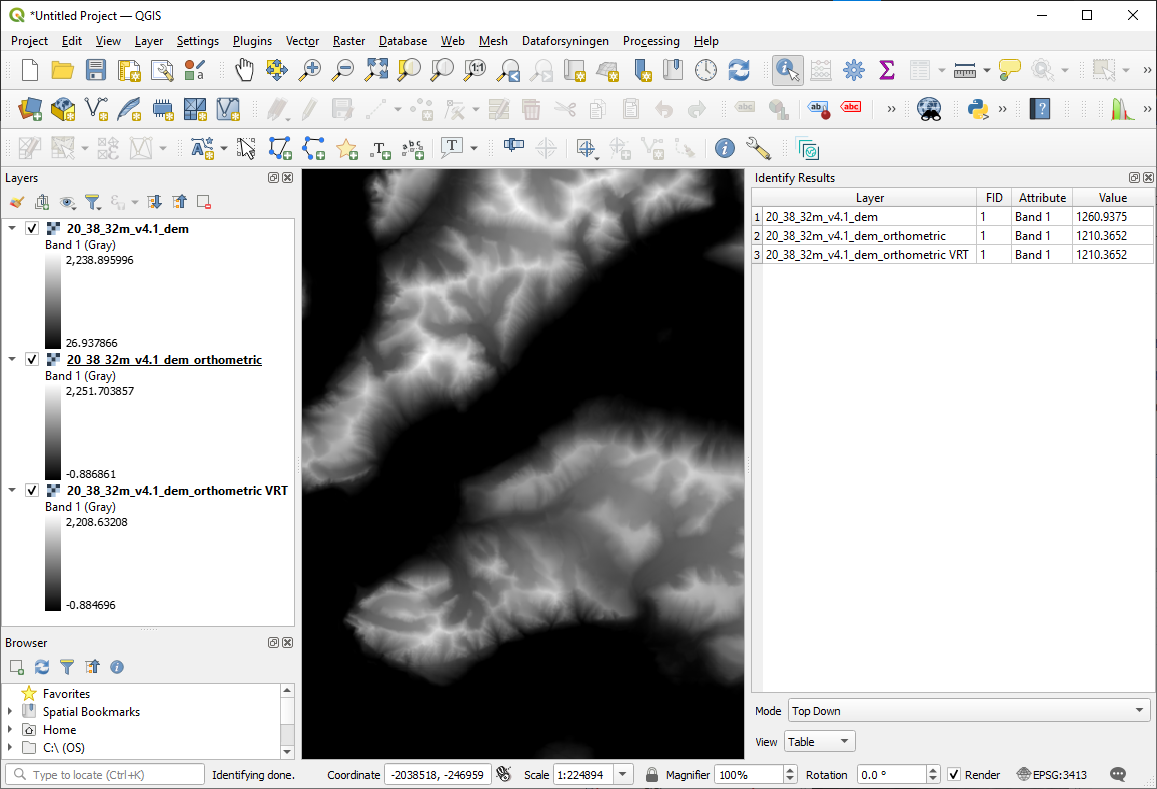 *Untitled Project — QGIS
Project Edit View Layer Settings Plugins Vector Raster Database Web Mesh Dataforsyningen Processing Help
1:1
abc
ab
abc
T
a b c
T
?
Layers
20_38_32m_v4.1_dem
Band 1 (Gray)
2,238.895996
26.937866
20_38_32m_v4.1_dem_orthometric
Band 1 (Gray)
2,251.703857
-0.886861
20_38_32m_v4.1_dem_orthometric VRT
Band 1 (Gray)
2,208.63208
-0.884696
Browser
Favorites
Spatial Bookmarks
Home
C:\ (OS)
Identify Results
Layer FID Attribute Value
1 20_38_32m_v4.1_dem 1 Band 1 1260.9375
2 20_38_32m_v4.1_dem_orthometric 1 Band 1 1210.3652
3 20_38_32m_v4.1_dem_orthometric VRT 1 Band 1 1210.3652
Mode Top Down
View Table
Type to locate (Ctrl+K) Identifying done. Coordinate -2038518, -246959 Scale 1:224894 Magnifier 100% Rotation 0.0 ° Render EPSG:3413